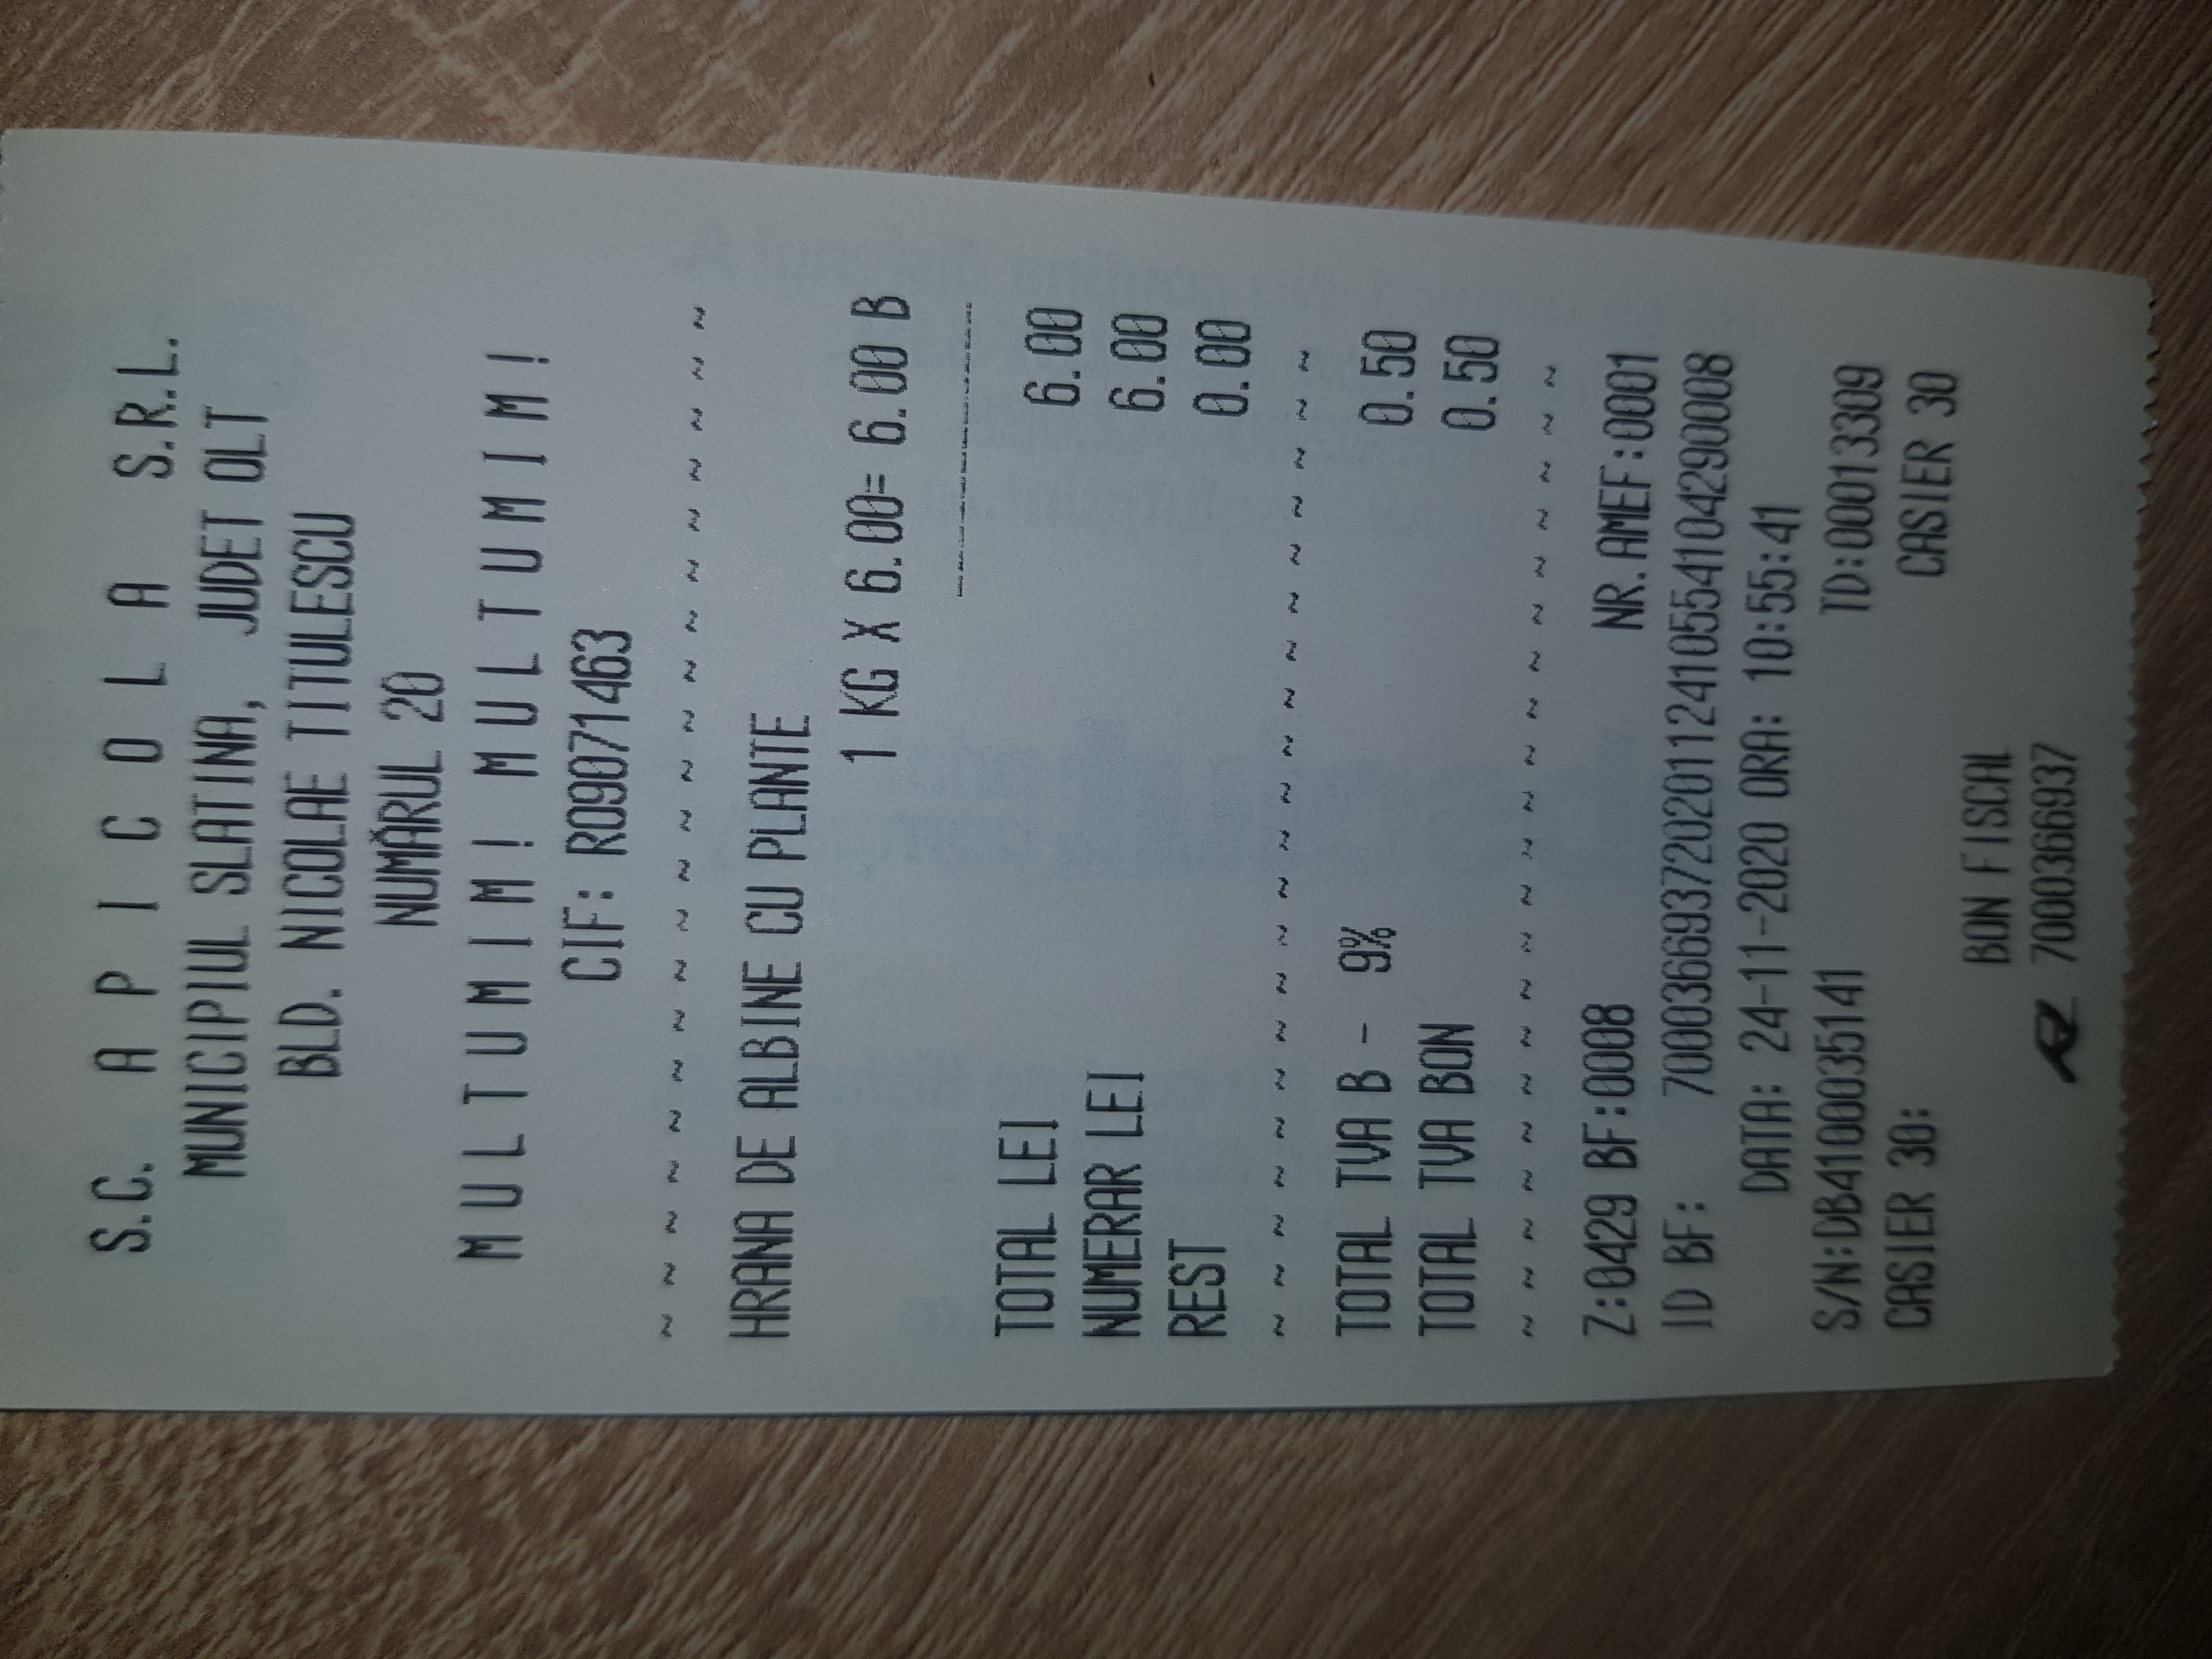 S.C. A P I C O L A S.R.L.
MUNICIPIUL SLATINA, JUDET OLT
BLD. NICOLAE TITULESCU
NUMĂRUL 20
M U L T U M I M ! M U L T U M I M !
CIF: RO9071463
~ ~ ~ ~ ~ ~ ~ ~ ~ ~ ~ ~ ~ ~ ~ ~ ~ ~ ~ ~ ~
HRANA DE ALBINE CU PLANTE
1 KG X 6.00= 6.00 B
TOTAL LEI 6.00
NUMERAR LEI 6.00
REST 0.00
~ ~ ~ ~ ~ ~ ~ ~ ~ ~ ~ ~ ~ ~ ~ ~ ~ ~ ~ ~ ~
TOTAL TVA B - 9% 0.50
TOTAL TVA BON 0.50
~ ~ ~ ~ ~ ~ ~ ~ ~ ~ ~ ~ ~ ~ ~ ~ ~ ~ ~ ~ ~
Z:0429 BF:0008 NR.AMEF:0001
ID BF: 70003669372020112410554104290008
DATA: 24-11-2020 ORA: 10:55:41
S/N:DB4100035141 TD:00013309
CASIER 30: CASIER 30
BON FISCAL
7000366937